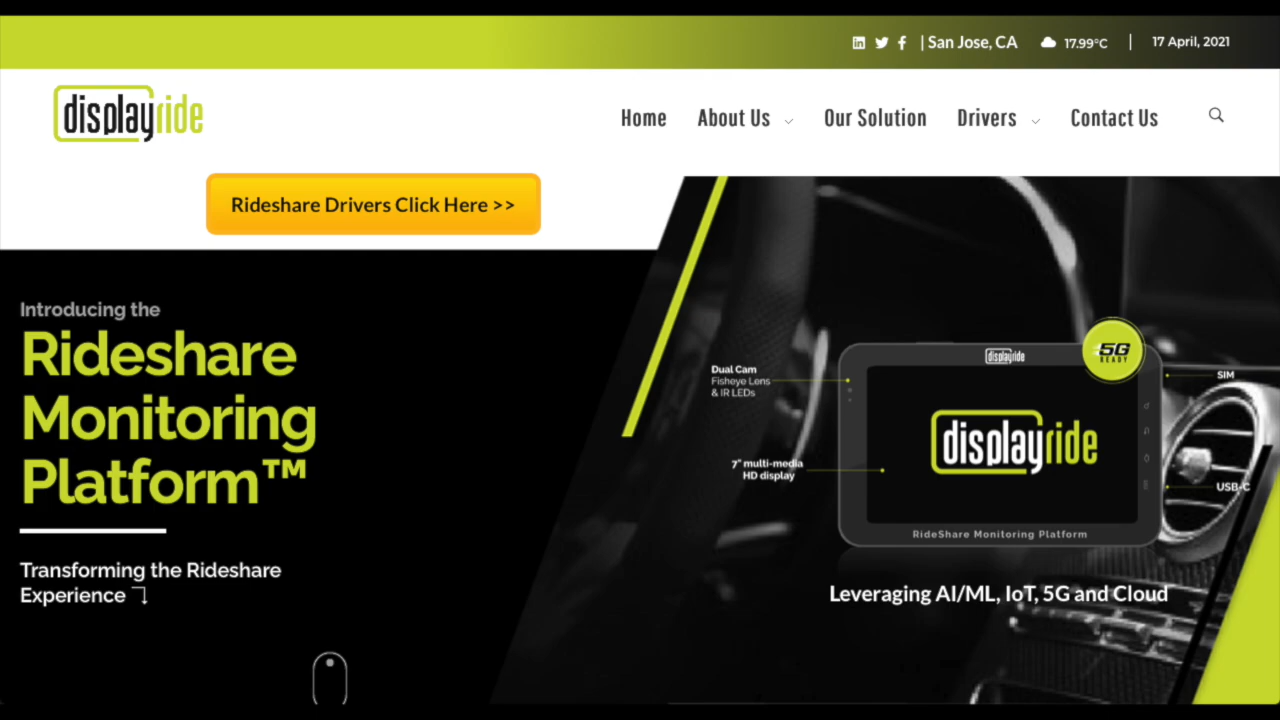 | San Jose, CA
17.99°C
|
17 April, 2021
displayride
Home
About Us
Our Solution
Drivers
Contact Us
Rideshare Drivers Click Here >>
Introducing the
Rideshare
Monitoring
Platform™
Transforming the Rideshare
Experience
displayride
5G
READY
Dual Cam
Fisheye Lens
& IR LEDs
SIM
displayride
7" multi-media
HD display
USB-C
RideShare Monitoring Platform
Leveraging AI/ML, IoT, 5G and Cloud